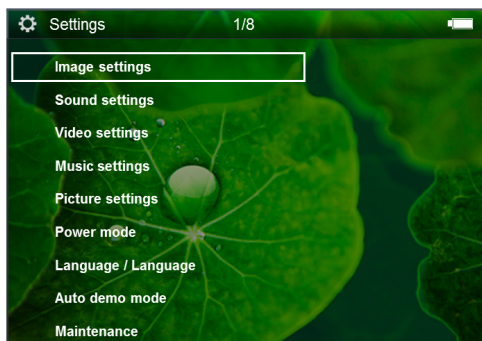 Settings 1/8
Image settings
Sound settings
Video settings
Music settings
Picture settings
Power mode
Language / Language
Auto demo mode
Maintenance